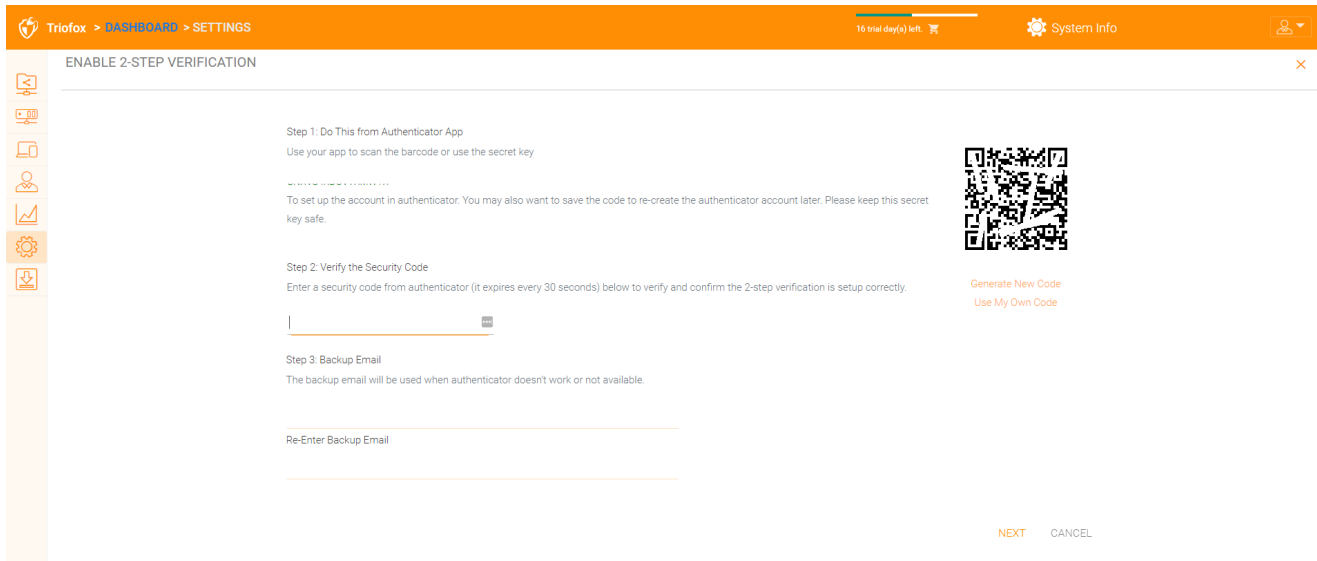 Triofox > DASHBOARD > SETTINGS
16 trial day(s) left.
System Info
ENABLE 2-STEP VERIFICATION
Step 1: Do This from Authenticator App
Use your app to scan the barcode or use the secret key
To set up the account in authenticator. You may also want to save the code to re-create the authenticator account later. Please keep this secret
key safe.
Step 2: Verify the Security Code
Enter a security code from authenticator (it expires every 30 seconds) below to verify and confirm the 2-step verification is setup correctly.
Generate New Code
Use My Own Code
Step 3: Backup Email
The backup email will be used when authenticator doesn't work or not available.
Re-Enter Backup Email
NEXT CANCEL